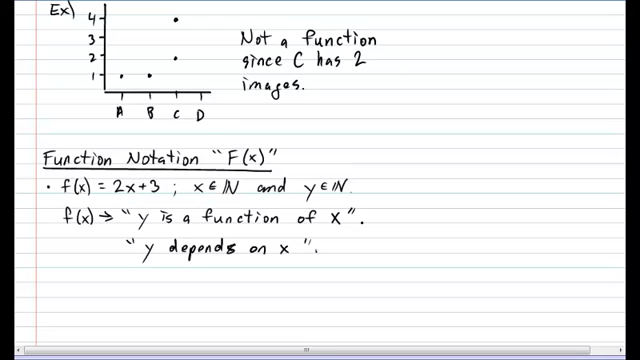 Ex)
4
3
2
1
A B C D
Not a function
since C has 2
images.
Function Notation "F(x)"
• f(x) = 2x+3 ; x∈ℕ and y∈ℕ.
f(x) → "y is a function of x".
"y depends on x".